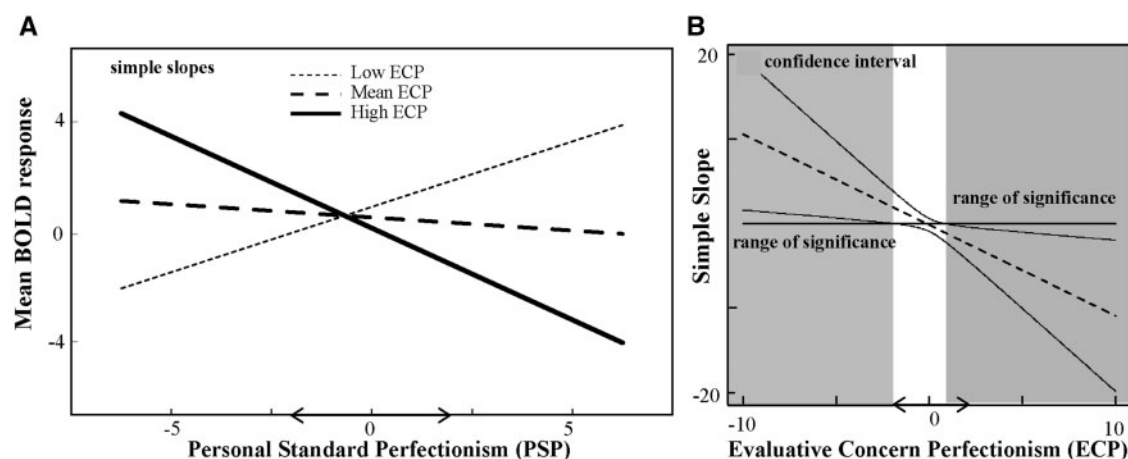 A
simple slopes
Low ECP
Mean ECP
High ECP
Mean BOLD response
4
0
-4
-5
0
5
Personal Standard Perfectionism (PSP)
B
20
confidence interval
Simple Slope
range of significance
range of significance
-20
-10
0
10
Evaluative Concern Perfectionism (ECP)